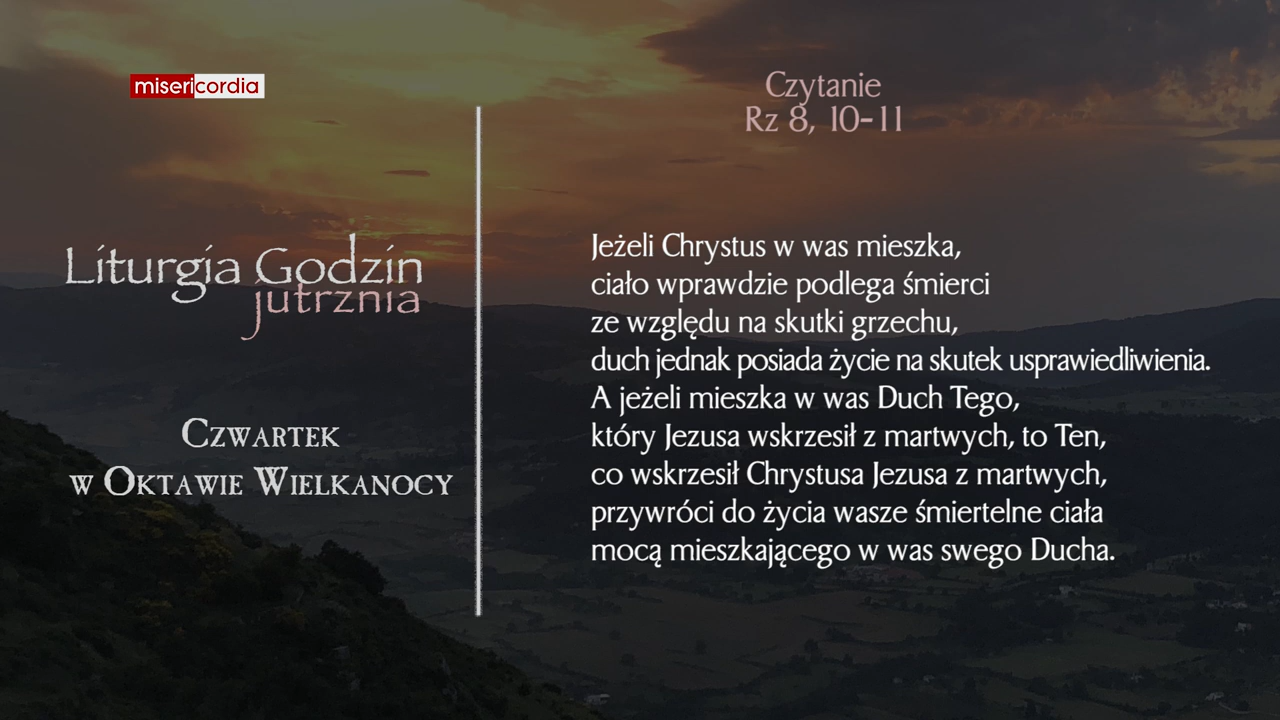 misericordia
Liturgia Godzin
jutrznia
Czwartek
w Oktawie Wielkanocy
Czytanie
Rz 8, 10-11
Jeżeli Chrystus w was mieszka,
ciało wprawdzie podlega śmierci
ze względu na skutki grzechu,
duch jednak posiada życie na skutek usprawiedliwienia.
A jeżeli mieszka w was Duch Tego,
który Jezusa wskrzesił z martwych, to Ten,
co wskrzesił Chrystusa Jezusa z martwych,
przywróci do życia wasze śmiertelne ciała
mocą mieszkającego w was swego Ducha.